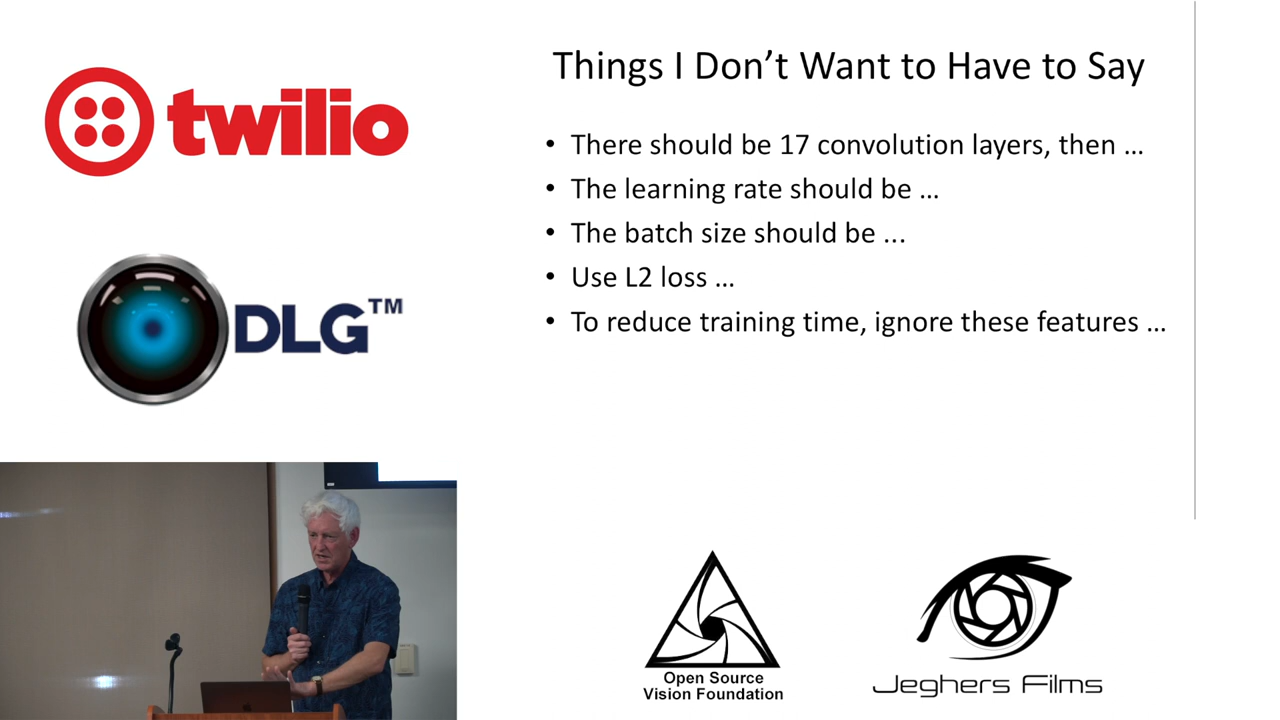 twilio
DLG™
Things I Don’t Want to Have to Say
• There should be 17 convolution layers, then …
• The learning rate should be …
• The batch size should be ...
• Use L2 loss …
• To reduce training time, ignore these features …
Open Source
Vision Foundation
Jeghers Films